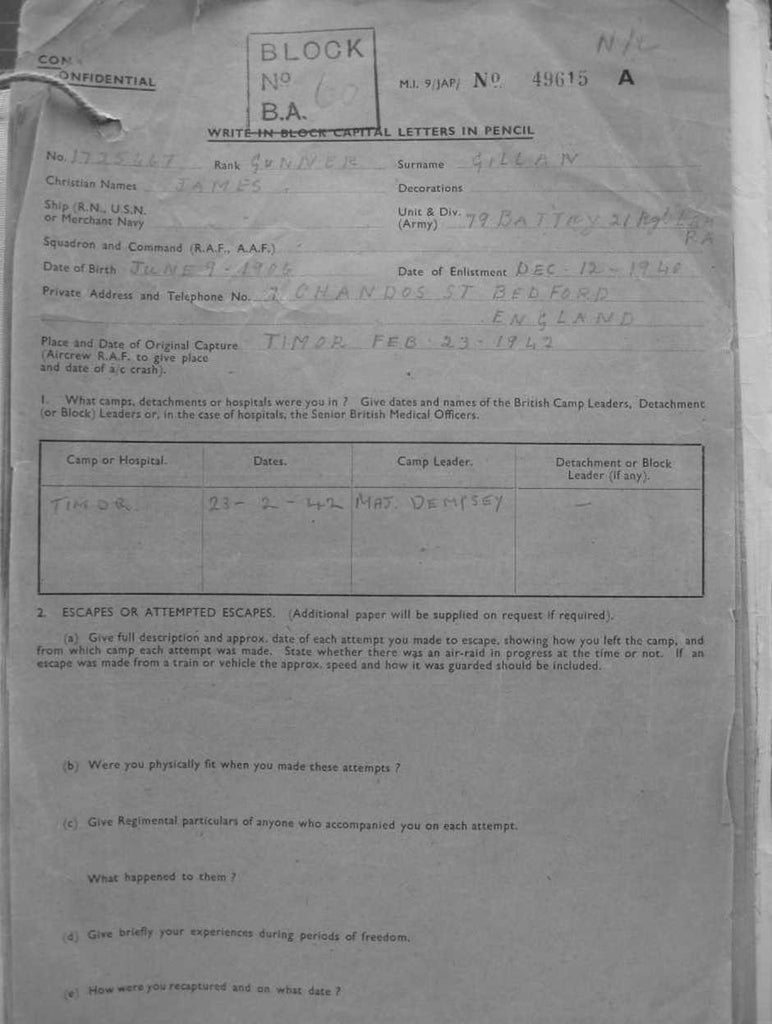 CON
CONFIDENTIAL
BLOCK
Nº 60
B.A.
N/C
M.I. 9/JAP/ Nº 49615 A
WRITE IN BLOCK CAPITAL LETTERS IN PENCIL
No. 1725467 Rank GUNNER Surname GILLAN
Christian Names JAMES. Decorations
Ship (R.N., U.S.N. or Merchant Navy
Unit & Div. (Army) 79 BATTRY 21 RA
Squadron and Command (R.A.F., A.A.F.)
Date of Birth JUNE 9-1906 Date of Enlistment DEC-12-1940
Private Address and Telephone No. 7 CHANDOS ST BEDFORD
ENGLAND
Place and Date of Original Capture TIMOR FEB-23-1942
(Aircrew R.A.F. to give place
and date of a/c crash).
1. What camps, detachments or hospitals were you in ? Give dates and names of the British Camp Leaders, Detachment
(or Block) Leaders or, in the case of hospitals, the Senior British Medical Officers.
Camp or Hospital. Dates. Camp Leader. Detachment or Block
Leader (if any).
TIMOR 23-2-42 MAJ. DEMPSEY —
2. ESCAPES OR ATTEMPTED ESCAPES. (Additional paper will be supplied on request if required).
(a) Give full description and approx. date of each attempt you made to escape, showing how you left the camp, and
from which camp each attempt was made. State whether there was an air-raid in progress at the time or not. If an
escape was made from a train or vehicle the approx. speed and how it was guarded should be included.
(b) Were you physically fit when you made these attempts ?
(c) Give Regimental particulars of anyone who accompanied you on each attempt.
What happened to them ?
(d) Give briefly your experiences during periods of freedom.
(e) How were you recaptured and on what date ?